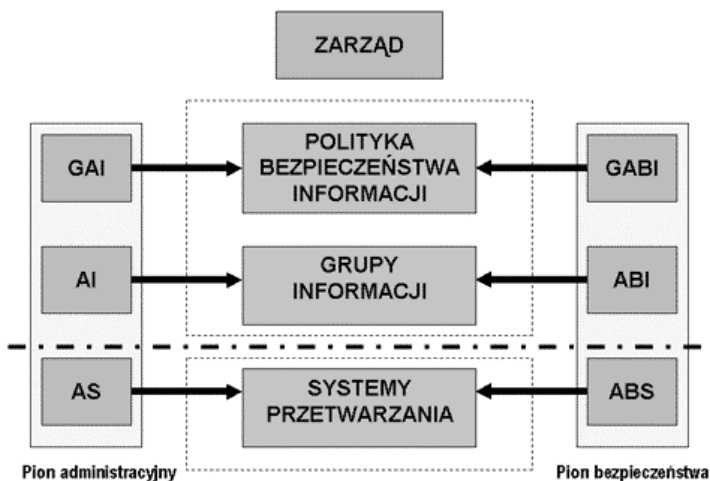 ZARZĄD
GAI
POLITYKA
BEZPIECZEŃSTWA
INFORMACJI
GABI
AI
GRUPY
INFORMACJI
ABI
AS
SYSTEMY
PRZETWARZANIA
ABS
Pion administracyjny
Pion bezpieczeństwa